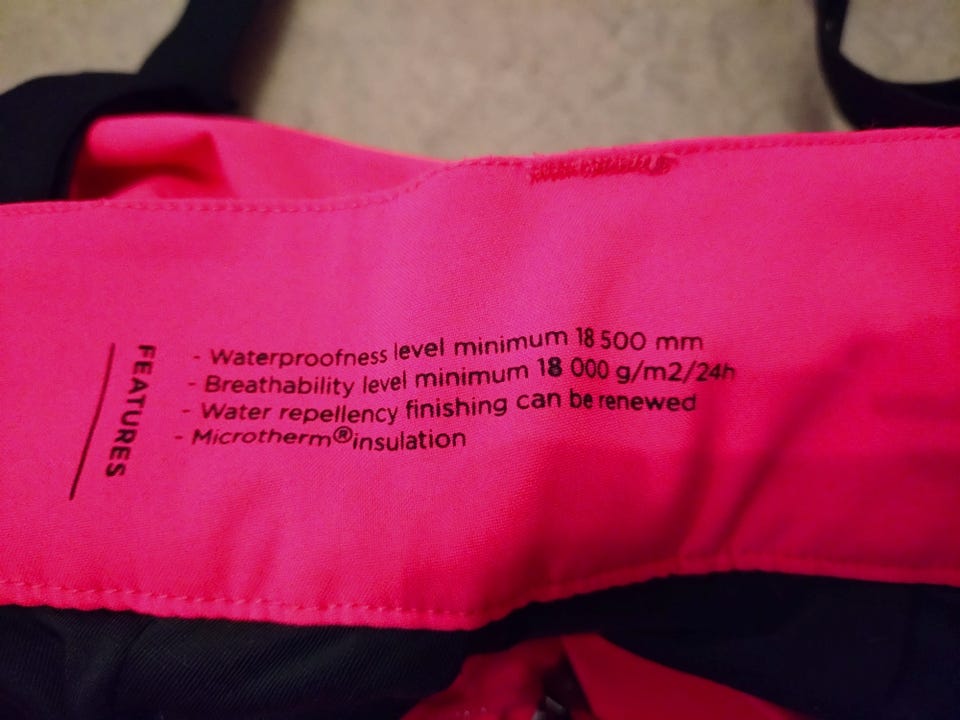 FEATURES
- Waterproofness level minimum 18 500 mm
- Breathability level minimum 18 000 g/m2/24h
- Water repellency finishing can be renewed
- Microtherm® insulation